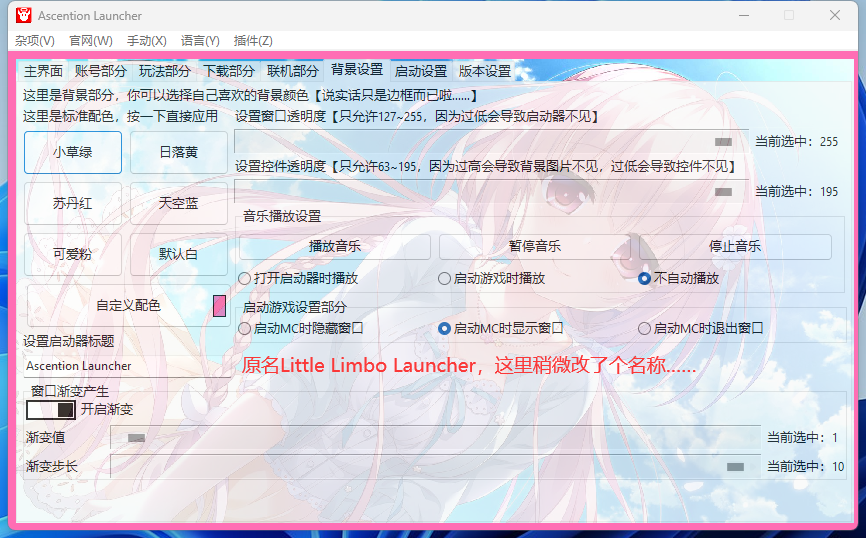 Ascention Launcher
杂项(V) 官网(W) 手动(X) 语言(Y) 插件(Z)
主界面 账号部分 玩法部分 下载部分 联机部分 背景设置 启动设置 版本设置
这里是背景部分，你可以选择自己喜欢的背景颜色【说实话只是边框而已啦......】
这里是标准配色，按一下直接应用 设置窗口透明度【只允许127~255，因为过低会导致启动器不见】
小草绿 日落黄 当前选中：255
设置控件透明度【只允许63~195，因为过高会导致背景图片不见，过低会导致控件不见】
苏丹红 天空蓝 当前选中：195
音乐播放设置
可爱粉 默认白 播放音乐 暂停音乐 停止音乐
打开启动器时播放 启动游戏时播放 不自动播放
自定义配色 启动游戏设置部分
启动MC时隐藏窗口 启动MC时显示窗口 启动MC时退出窗口
设置启动器标题
Ascention Launcher 原名Little Limbo Launcher，这里稍微改了个名称......
窗口渐变产生
开启渐变
渐变值 当前选中：1
渐变步长 当前选中：10